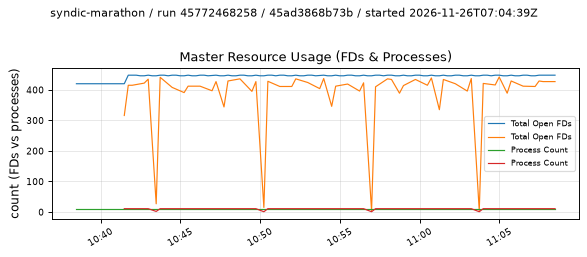 syndic-marathon / run 45772468258 / 45ad3868b73b / started 2026-11-26T07:04:39Z
Master Resource Usage (FDs & Processes)
count (FDs vs processes)
400
300
200
100
0
Total Open FDs
Total Open FDs
Process Count
Process Count
10:40
10:45
10:50
10:55
11:00
11:05